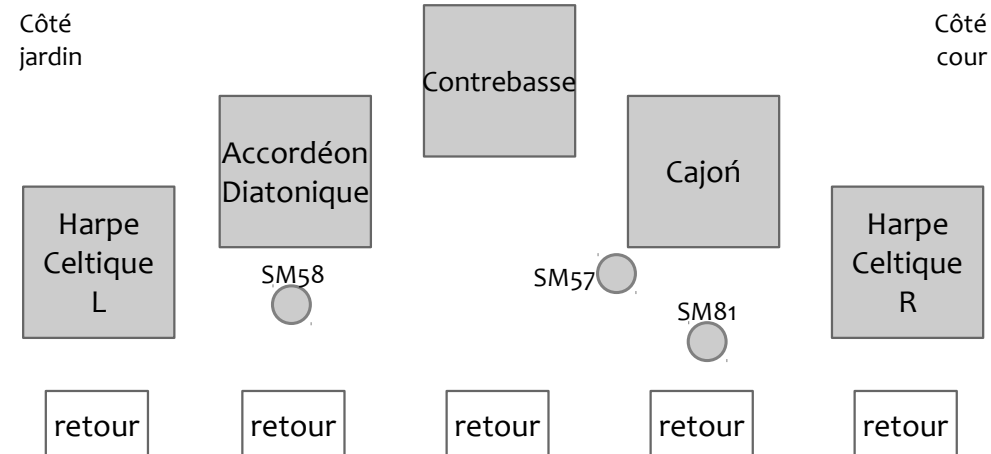 Côté
jardin
Côté
cour
Contrebasse
Accordéon
Diatonique
Cajoń
Harpe
Celtique
L
Harpe
Celtique
R
SM58
SM57
SM81
retour
retour
retour
retour
retour